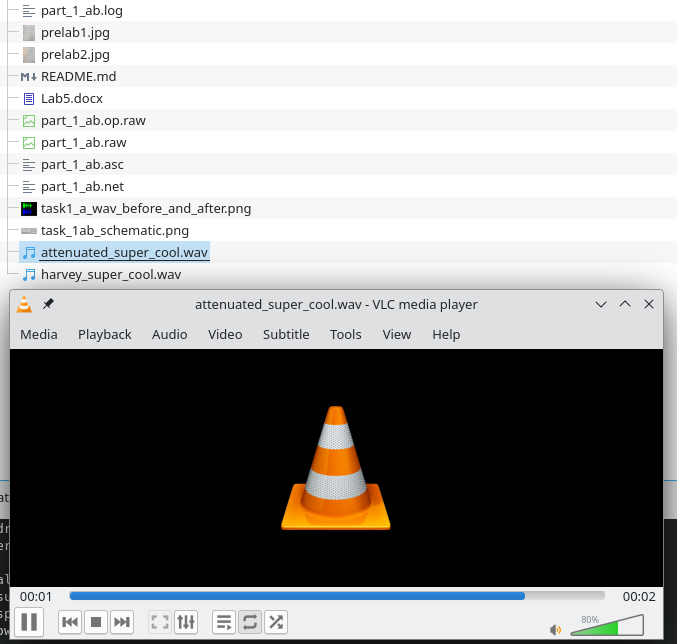 part_1_ab.log
prelab1.jpg
prelab2.jpg
README.md
Lab5.docx
part_1_ab.op.raw
part_1_ab.raw
part_1_ab.asc
part_1_ab.net
task1_a_wav_before_and_after.png
task_1ab_schematic.png
attenuated_super_cool.wav
harvey_super_cool.wav
attenuated_super_cool.wav - VLC media player
Media Playback Audio Video Subtitle Tools View Help
00:01 00:02
80%